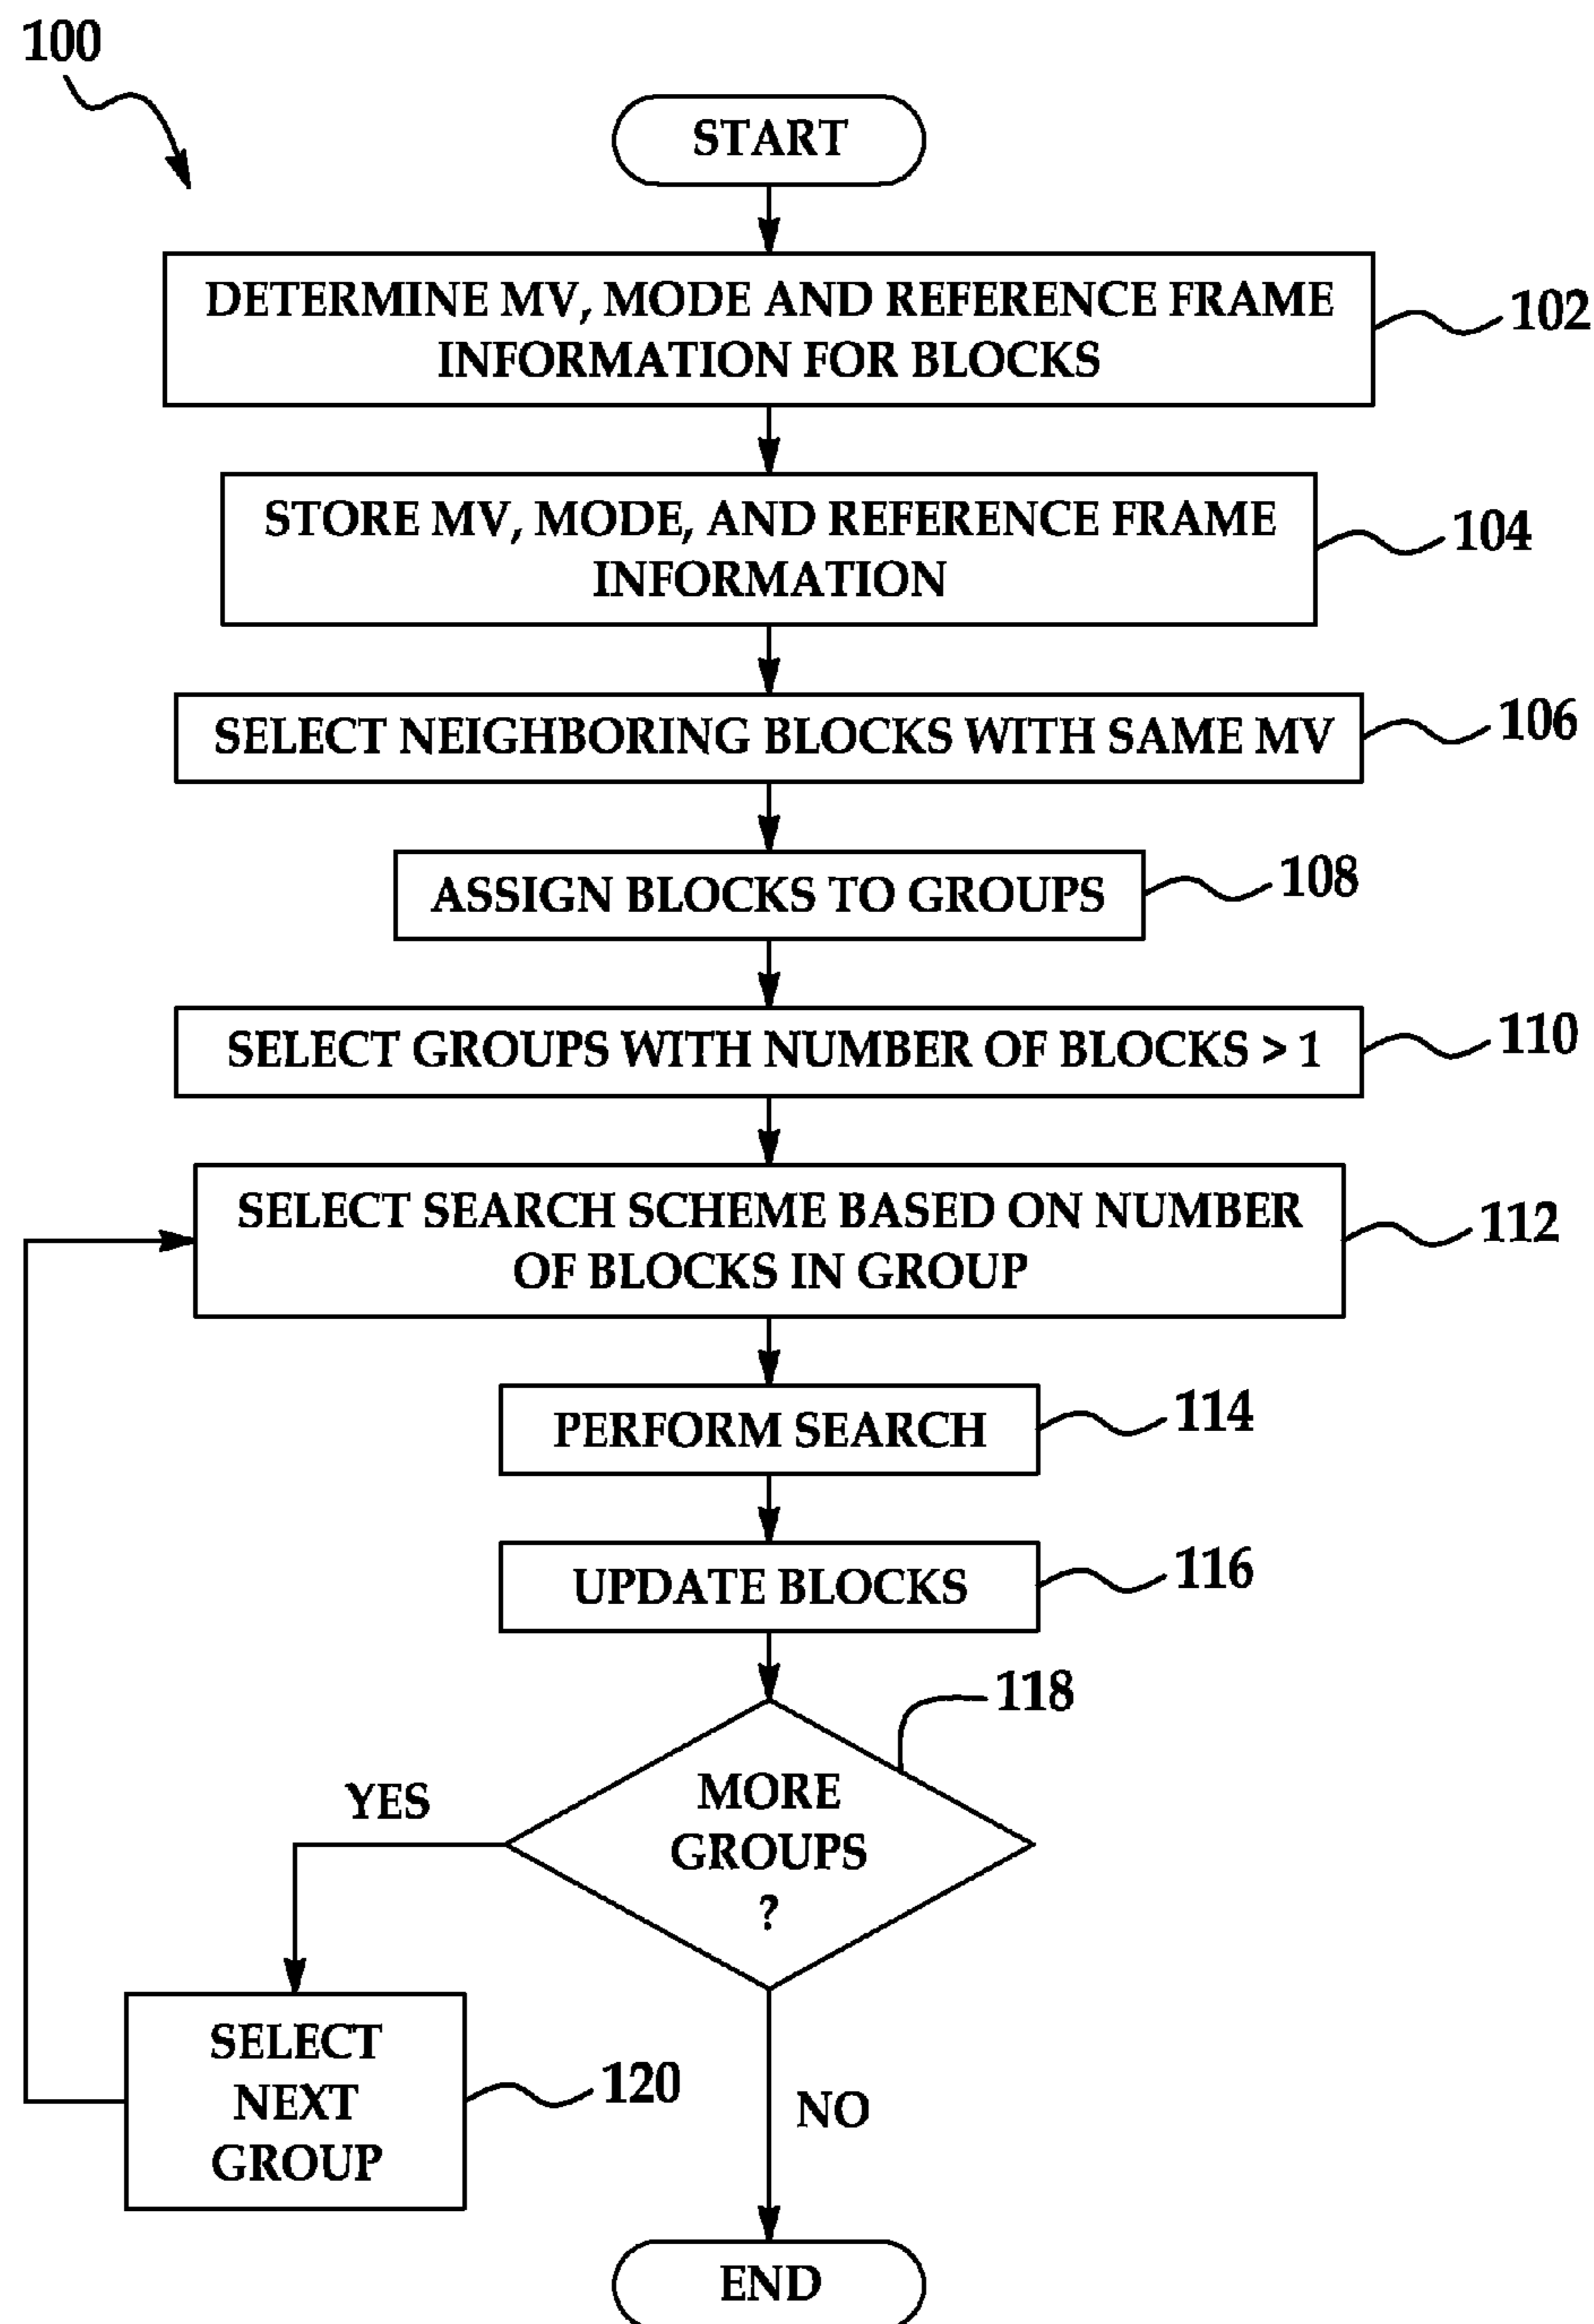 100
START
DETERMINE MV, MODE AND REFERENCE FRAME
INFORMATION FOR BLOCKS
102
STORE MV, MODE, AND REFERENCE FRAME
INFORMATION
104
SELECT NEIGHBORING BLOCKS WITH SAME MV
106
ASSIGN BLOCKS TO GROUPS
108
SELECT GROUPS WITH NUMBER OF BLOCKS > 1
110
SELECT SEARCH SCHEME BASED ON NUMBER
OF BLOCKS IN GROUP
112
PERFORM SEARCH
114
UPDATE BLOCKS
116
118
MORE
GROUPS
?
YES
SELECT
NEXT
GROUP
120
NO
END